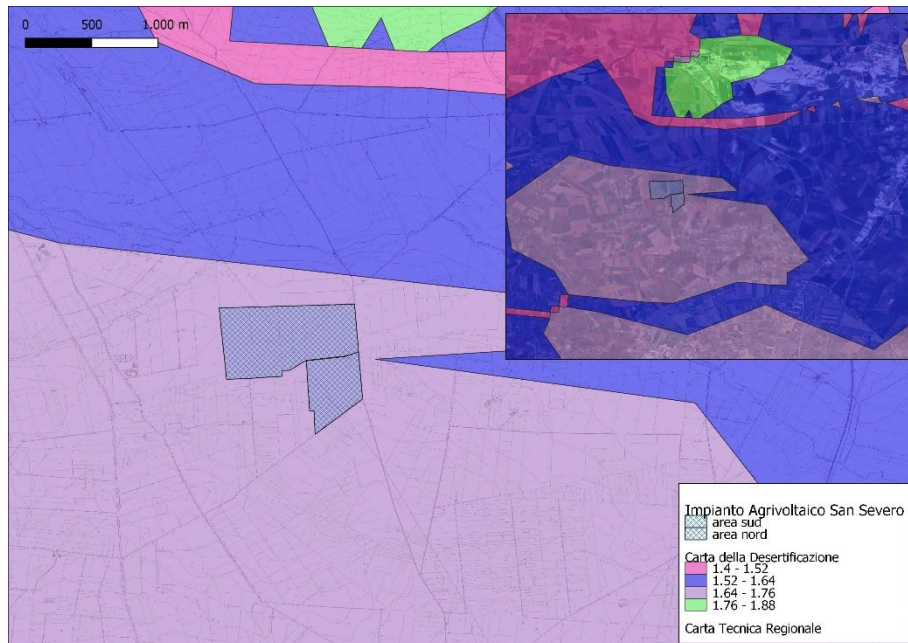 0 500 1.000 m
Impianto Agrivoltaico San Severo
area sud
area nord
Carta della Desertificazione
1.4 - 1.52
1.52 - 1.64
1.64 - 1.76
1.76 - 1.88
Carta Tecnica Regionale